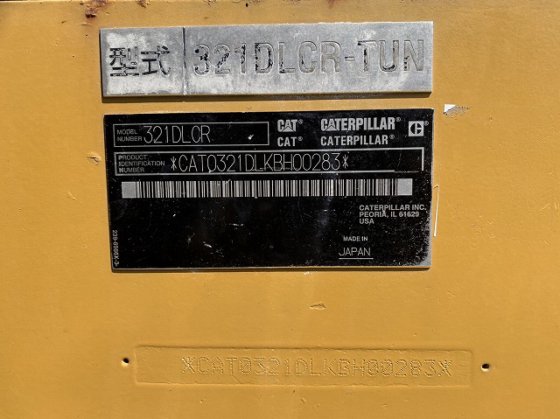 型式 321DLCR-TUN
MODEL NUMBER 321DLCR CAT® CATERPILLAR®
CAT® CATERPILLAR®
PRODUCT IDENTIFICATION NUMBER *CAT0321DLKBH00283*
CATERPILLAR INC.
PEORIA, IL 61629
USA
MADE IN
JAPAN
*CAT0321DLKBH00283*